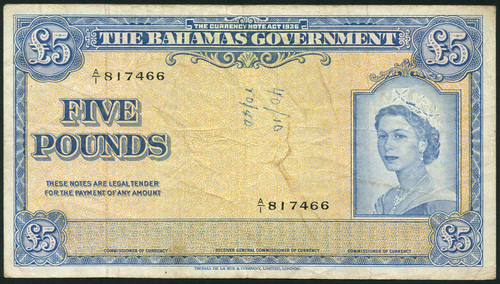 THE CURRENCY NOTE ACT 1936
£5 THE BAHAMAS GOVERNMENT £5
A/1 817466
FIVE
POUNDS
THESE NOTES ARE LEGAL TENDER
FOR THE PAYMENT OF ANY AMOUNT
A/1 817466
£5 £5
COMMISSIONER OF CURRENCY RECEIVER GENERAL COMMISSIONER OF CURRENCY COMMISSIONER OF CURRENCY
THOMAS DE LA RUE & COMPANY, LIMITED, LONDON.